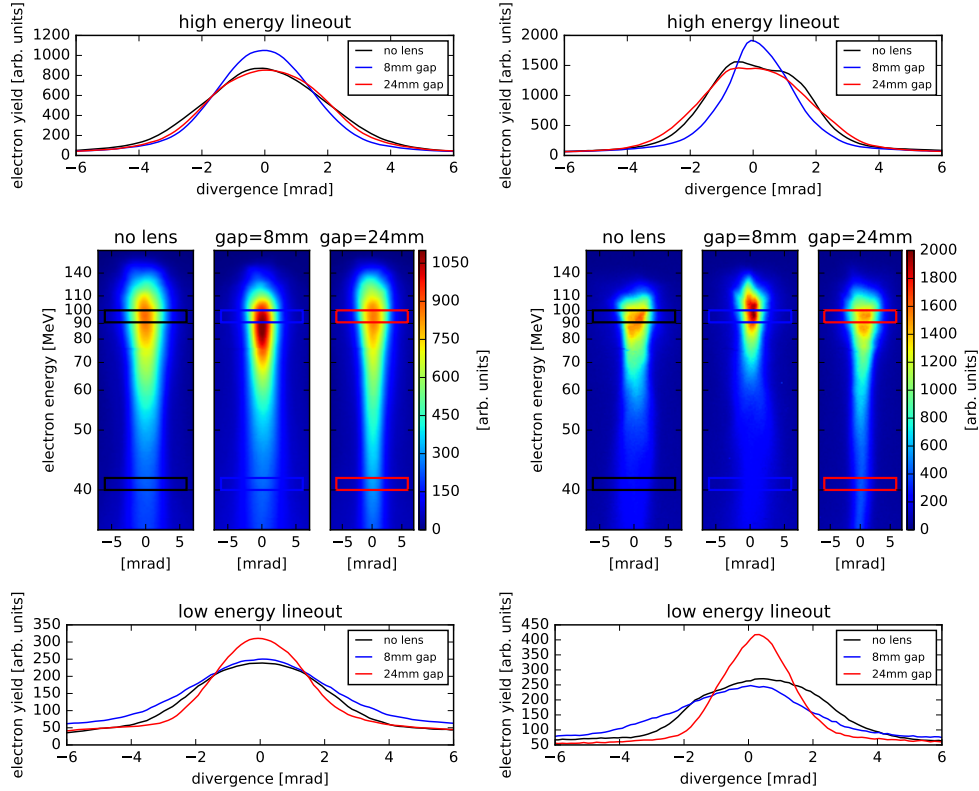 high energy lineout
high energy lineout
electron yield [arb. units]
1200
1000
800
600
400
200
0
no lens
8mm gap
24mm gap
−6 −4 −2 0 2 4 6
divergence [mrad]
electron yield [arb. units]
2000
1500
1000
500
0
no lens
8mm gap
24mm gap
−6 −4 −2 0 2 4 6
divergence [mrad]
no lens gap=8mm gap=24mm
electron energy [MeV]
140
110
100
90
80
70
60
50
40
−5 0 5 −5 0 5 −5 0 5
[mrad] [mrad] [mrad]
1050
900
750
600
450
300
150
0
[arb. units]
no lens gap=8mm gap=24mm
electron energy [MeV]
140
110
100
90
80
70
60
50
40
−5 0 5 −5 0 5 −5 0 5
[mrad] [mrad] [mrad]
2000
1800
1600
1400
1200
1000
800
600
400
200
0
[arb. units]
low energy lineout
electron yield [arb. units]
350
300
250
200
150
100
50
0
no lens
8mm gap
24mm gap
−6 −4 −2 0 2 4 6
divergence [mrad]
low energy lineout
electron yield [arb. units]
450
400
350
300
250
200
150
100
50
no lens
8mm gap
24mm gap
−6 −4 −2 0 2 4 6
divergence [mrad]